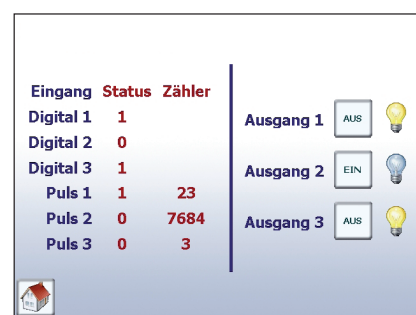 Eingang Status Zähler
Digital 1 1
Digital 2 0
Digital 3 1
Puls 1 1 23
Puls 2 0 7684
Puls 3 0 3
Ausgang 1 AUS
Ausgang 2 EIN
Ausgang 3 AUS